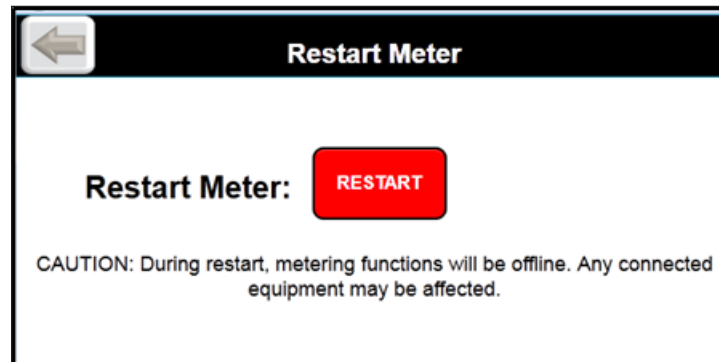 Restart Meter
Restart Meter:
RESTART
CAUTION: During restart, metering functions will be offline. Any connected
equipment may be affected.